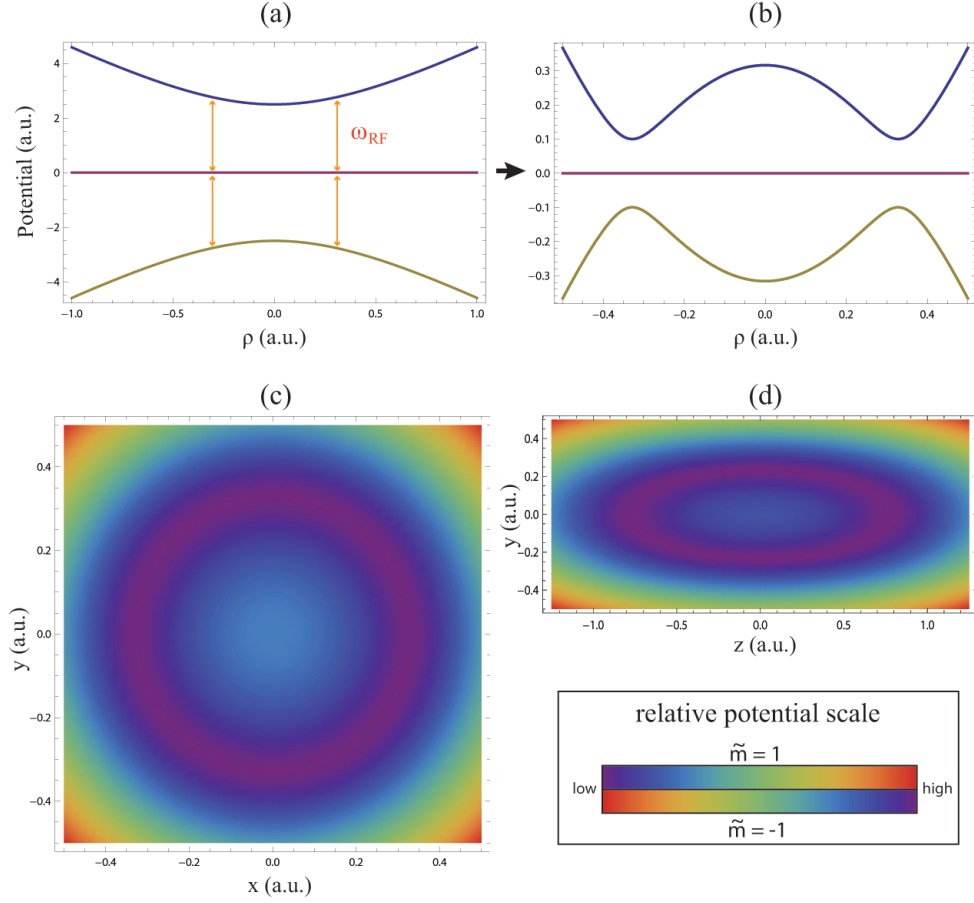 (a)
(b)
Potential (a.u.)
4
2
0
−2
−4
ω_RF
−1.0 −0.5 0.0 0.5 1.0
ρ (a.u.)
0.3
0.2
0.1
0.0
−0.1
−0.2
−0.3
−0.4 −0.2 0.0 0.2 0.4
ρ (a.u.)
(c)
(d)
y (a.u.)
0.4
0.2
0.0
−0.2
−0.4
−0.4 −0.2 0.0 0.2 0.4
x (a.u.)
y (a.u.)
0.4
0.2
0.0
−0.2
−0.4
−1.0 −0.5 0.0 0.5 1.0
z (a.u.)
relative potential scale
m̃ = 1
low high
m̃ = -1